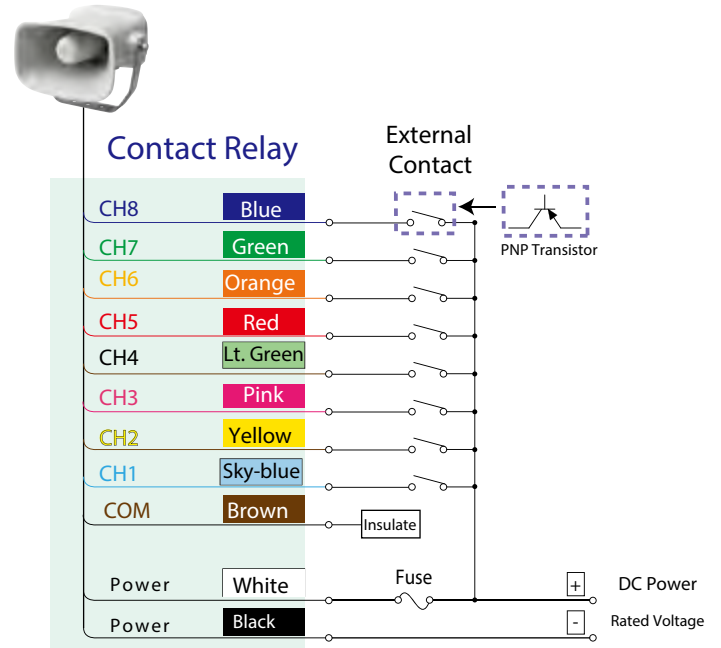 Contact Relay
External
Contact
CH8 Blue
PNP Transistor
CH7 Green
CH6 Orange
CH5 Red
CH4 Lt. Green
CH3 Pink
CH2 Yellow
CH1 Sky-blue
COM Brown
Insulate
Power White Fuse + DC Power
Power Black - Rated Voltage